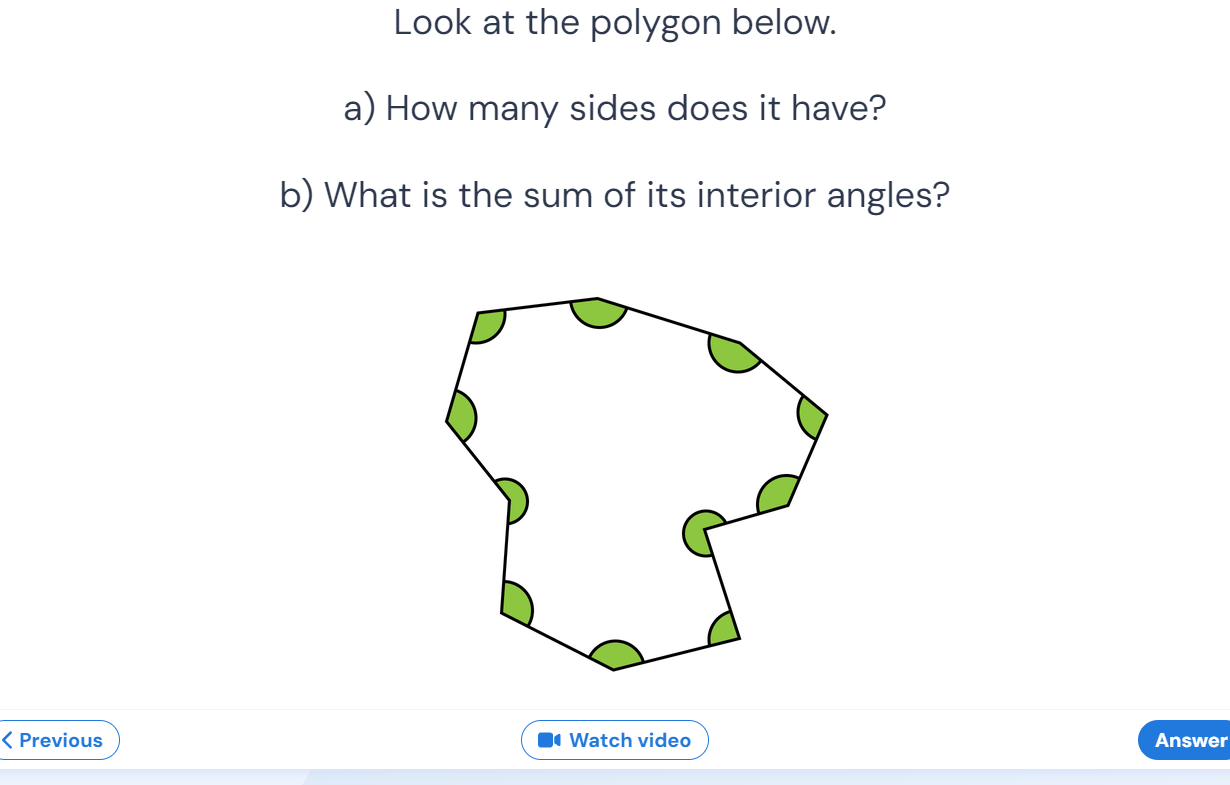 Look at the polygon below.
a) How many sides does it have?
b) What is the sum of its interior angles?
Previous
Watch video
Answer